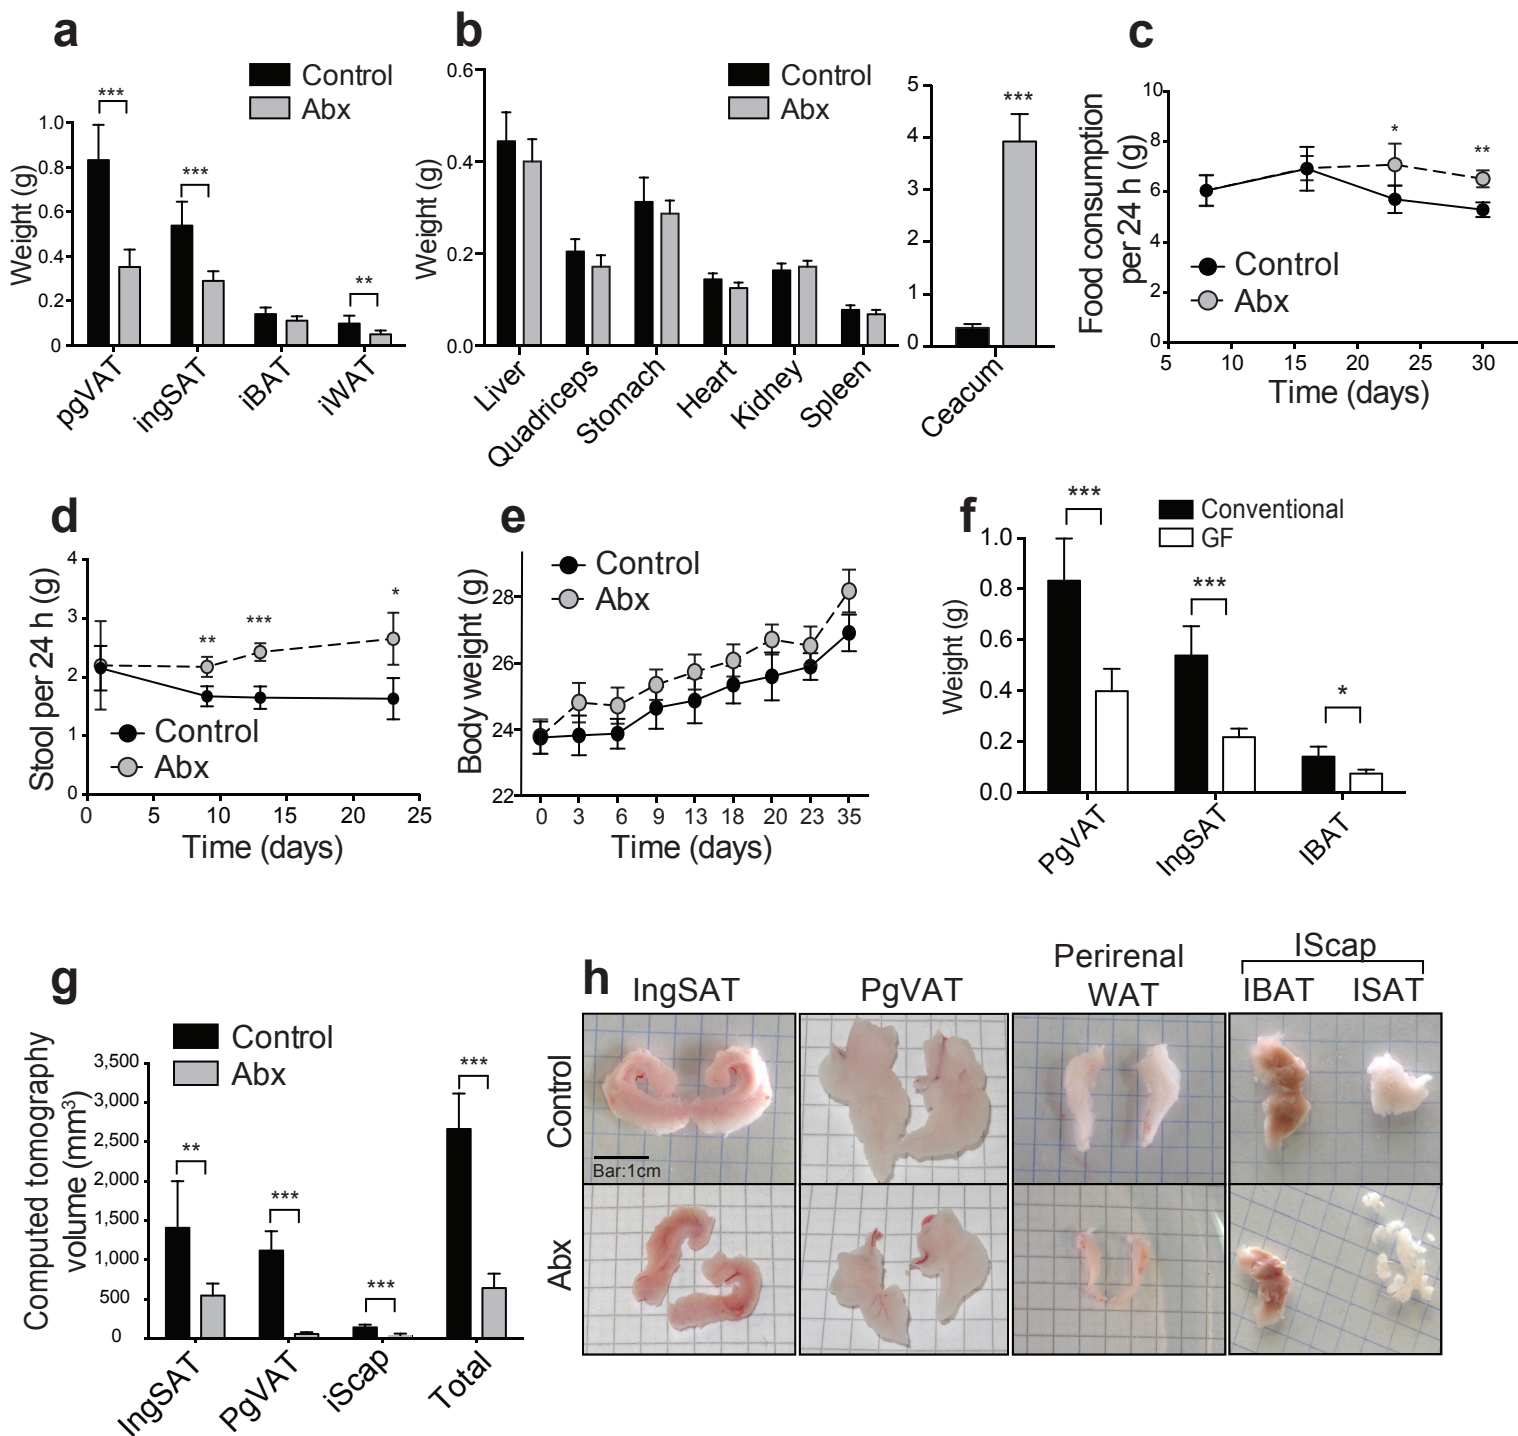 a
Control
Abx
Weight (g)
1.0
0.8
0.6
0.4
0.2
0
***
***
**
pgVAT
ingSAT
iBAT
iWAT
b
Control
Abx
Weight (g)
0.6
0.4
0.2
0.0
Liver
Quadriceps
Stomach
Heart
Kidney
Spleen
5
4
3
2
1
0
***
Ceacum
c
Food consumption
per 24 h (g)
10
8
6
4
2
0
*
**
Control
Abx
5
10
15
20
25
30
Time (days)
d
Stool per 24 h (g)
4
3
2
1
0
**
***
*
Control
Abx
0
5
10
15
20
25
Time (days)
e
Control
Abx
Body weight (g)
28
26
24
22
0
3
6
9
13
18
20
23
35
Time (days)
f
Conventional
GF
Weight (g)
1.0
0.8
0.6
0.4
0.2
0.0
***
***
*
PgVAT
IngSAT
IBAT
g
Control
Abx
Computed tomography
volume (mm3)
3,500
3,000
2,500
2,000
1,500
1,000
500
0
**
***
***
***
IngSAT
PgVAT
iScap
Total
h
IngSAT
PgVAT
Perirenal
WAT
IScap
IBAT
ISAT
Control
Bar:1cm
Abx